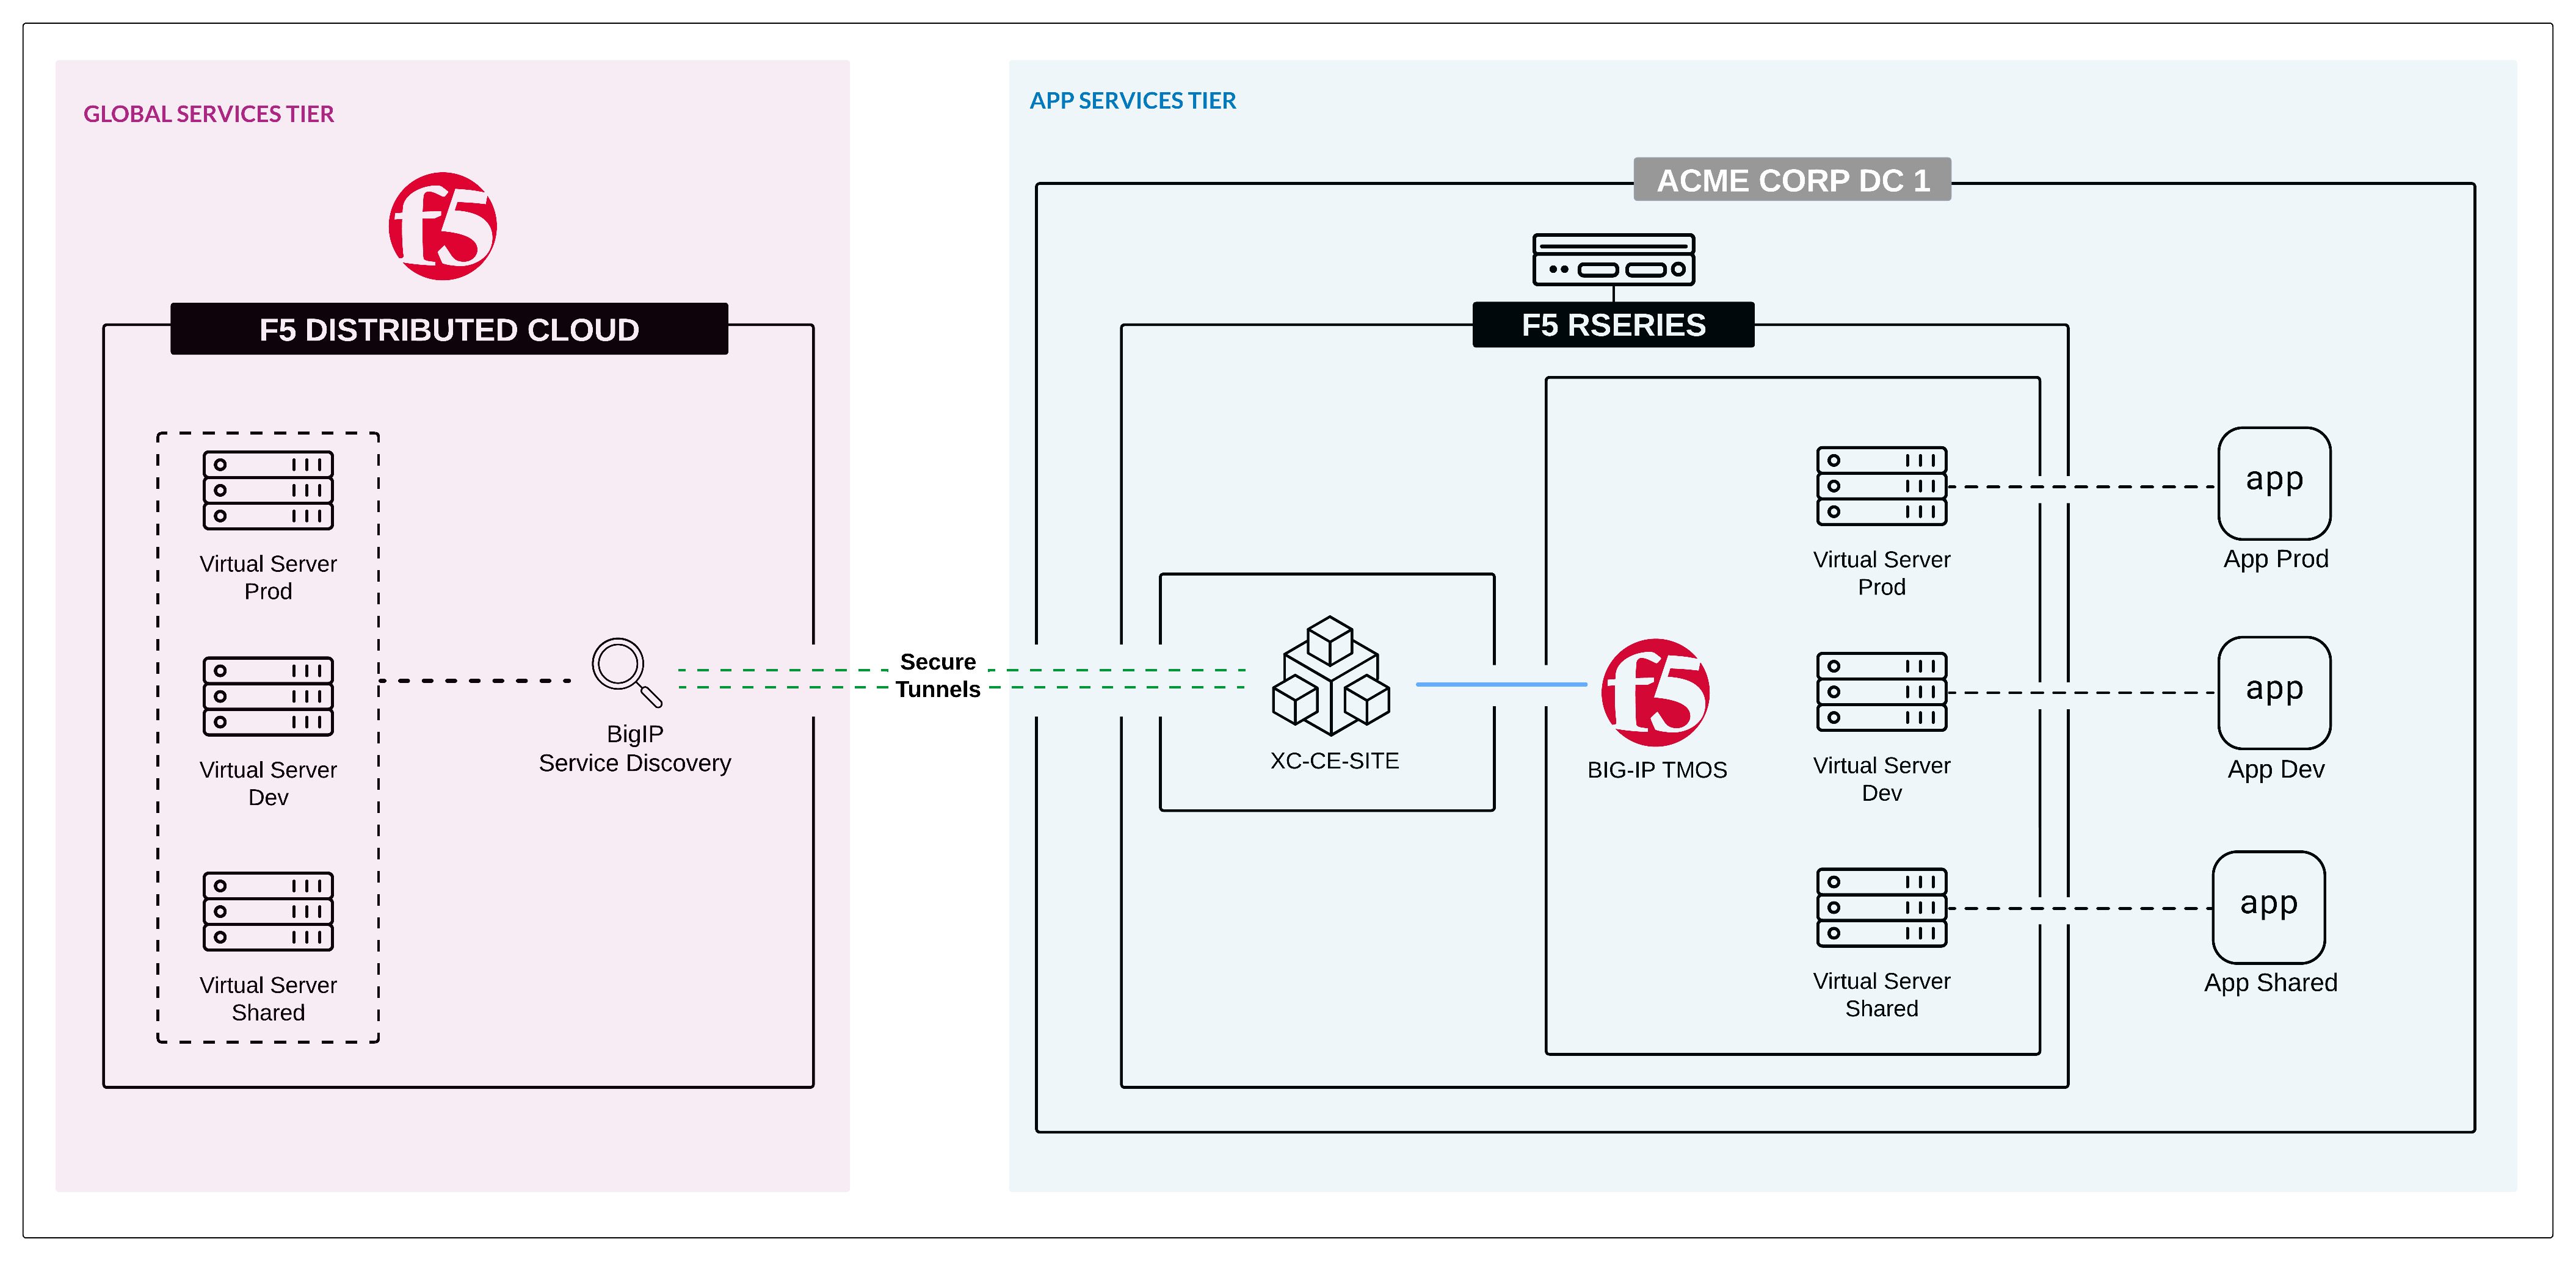 GLOBAL SERVICES TIER
f5
F5 DISTRIBUTED CLOUD
Virtual Server
Prod
Virtual Server
Dev
Virtual Server
Shared
BigIP
Service Discovery
Secure
Tunnels
APP SERVICES TIER
ACME CORP DC 1
F5 RSERIES
XC-CE-SITE
f5
BIG-IP TMOS
Virtual Server
Prod
Virtual Server
Dev
Virtual Server
Shared
app
App Prod
app
App Dev
app
App Shared